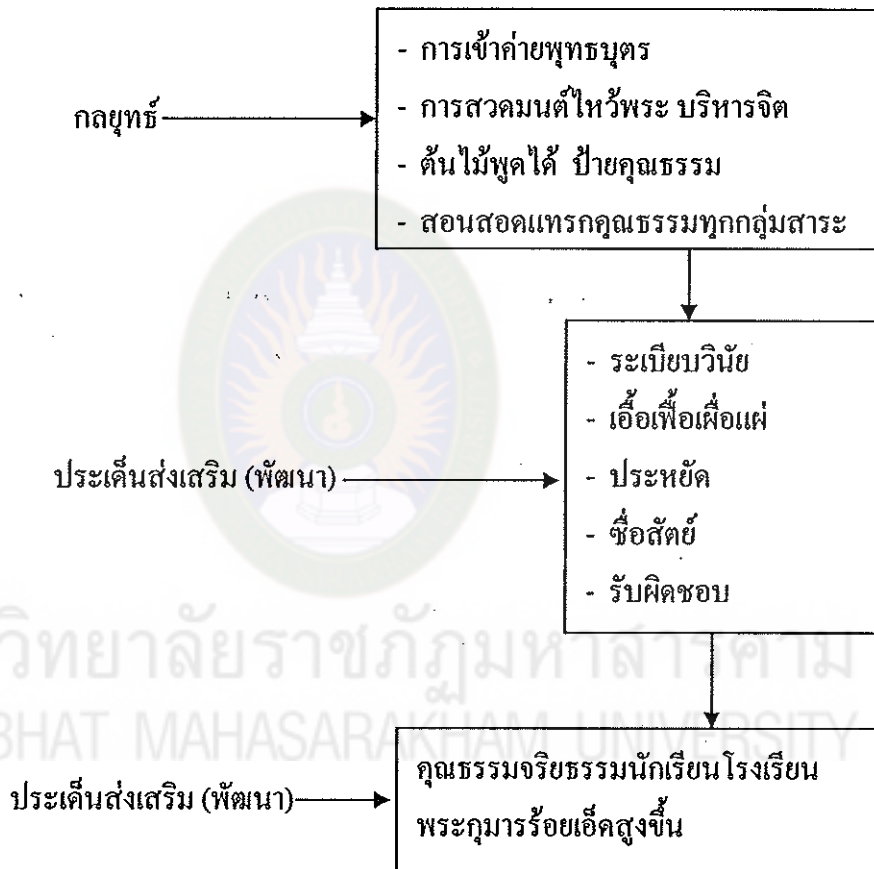 - การเข้าค่ายพุทธบุตร
กลยุทธ์
- การสวดมนต์ไหว้พระ บริหารจิต
- ต้นไม้พูดได้ ป้ายคุณธรรม
- สอนสอดแทรกคุณธรรมทุกกลุ่มสาระ
- ระเบียบวินัย
- เอื้อเฟื้อเผื่อแผ่
ประเด็นส่งเสริม (พัฒนา)
- ประหยัด
- ซื่อสัตย์
- รับผิดชอบ
วิทยาลัยราชภัฏมหาสารคาม
BHAT MAHASARAKHAM UNIVERSITY
ประเด็นส่งเสริม (พัฒนา)
คุณธรรมจริยธรรมนักเรียนโรงเรียน
พระกุมารร้อยเอ็ดสูงขึ้น